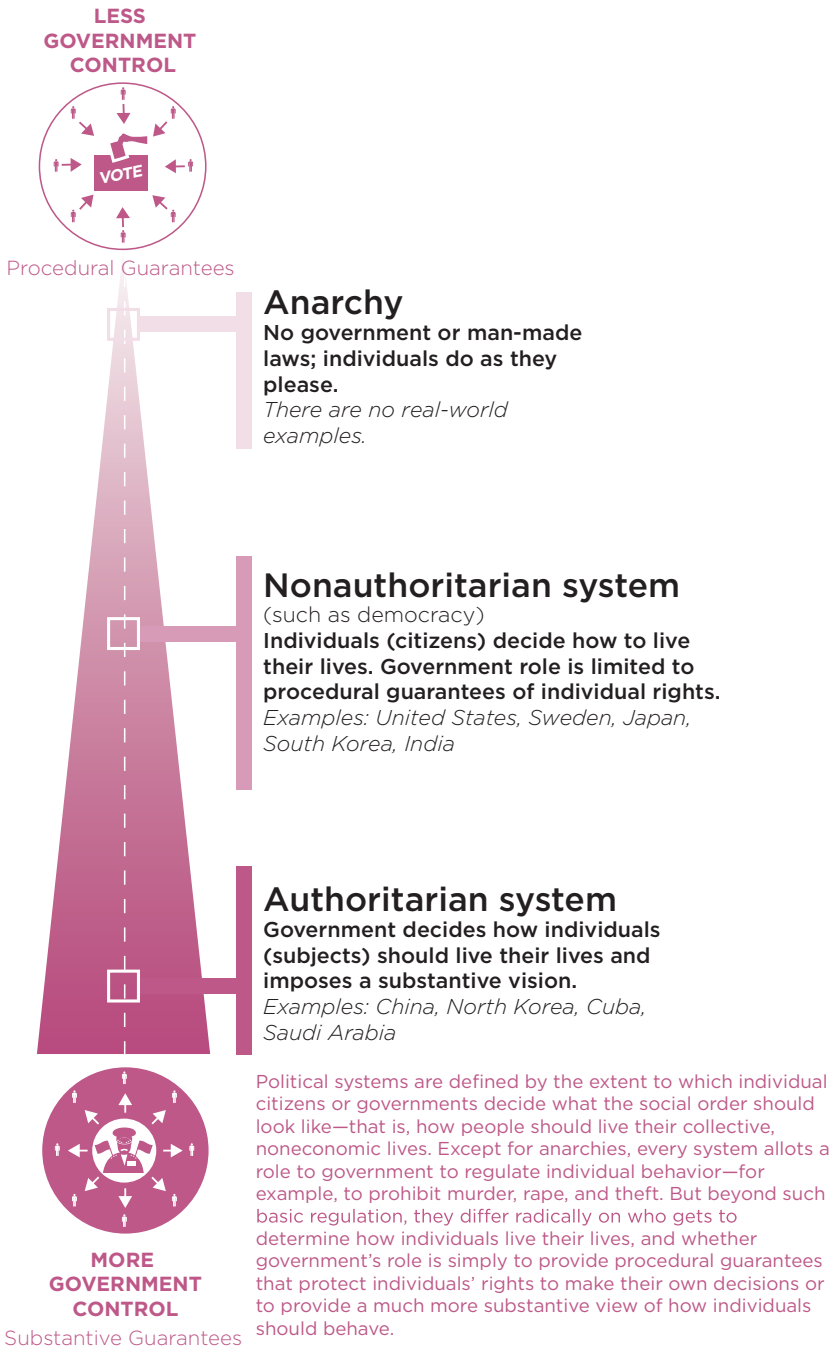 LESS
GOVERNMENT
CONTROL
VOTE
Procedural Guarantees
Anarchy
No government or man-made
laws; individuals do as they
please.
There are no real-world
examples.
Nonauthoritarian system
(such as democracy)
Individuals (citizens) decide how to live
their lives. Government role is limited to
procedural guarantees of individual rights.
Examples: United States, Sweden, Japan,
South Korea, India
Authoritarian system
Government decides how individuals
(subjects) should live their lives and
imposes a substantive vision.
Examples: China, North Korea, Cuba,
Saudi Arabia
MORE
GOVERNMENT
CONTROL
Substantive Guarantees
Political systems are defined by the extent to which individual
citizens or governments decide what the social order should
look like—that is, how people should live their collective,
noneconomic lives. Except for anarchies, every system allots a
role to government to regulate individual behavior—for
example, to prohibit murder, rape, and theft. But beyond such
basic regulation, they differ radically on who gets to
determine how individuals live their lives, and whether
government’s role is simply to provide procedural guarantees
that protect individuals’ rights to make their own decisions or
to provide a much more substantive view of how individuals
should behave.